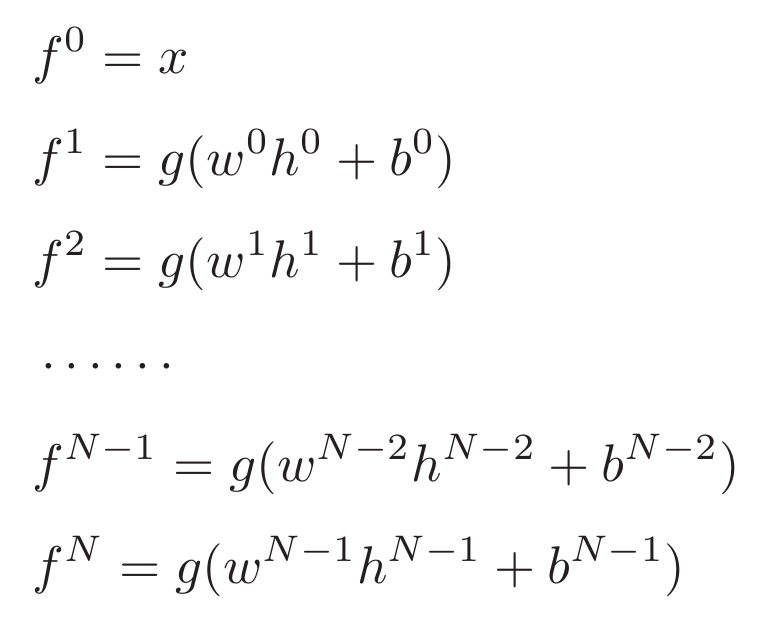 f^0 = x
f^1 = g(w^0h^0 + b^0)
f^2 = g(w^1h^1 + b^1)
......
f^{N-1} = g(w^{N-2}h^{N-2} + b^{N-2})
f^N = g(w^{N-1}h^{N-1} + b^{N-1})